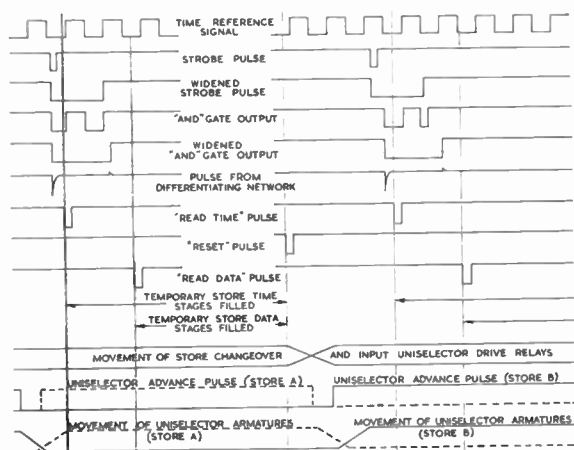 TIME REFERENCE
SIGNAL
STROBE PULSE
WIDENED
STROBE PULSE
"AND" GATE OUTPUT
WIDENED
"AND" GATE OUTPUT
PULSE FROM
DIFFERENTIATING NETWORK
"READ TIME" PULSE
"RESET" PULSE
"READ DATA" PULSE
TEMPORARY STORE TIME
STAGES FILLED
TEMPORARY STORE DATA
STAGES FILLED
MOVEMENT OF STORE CHANGEOVER AND INPUT UNISELECTOR DRIVE RELAYS
UNISELECTOR ADVANCE PULSE (STORE A) UNISELECTOR ADVANCE PULSE (STORE B)
MOVEMENT OF UNISELECTOR ARMATURES
(STORE A)
MOVEMENT OF UNISELECTOR ARMATURES
(STORE B)